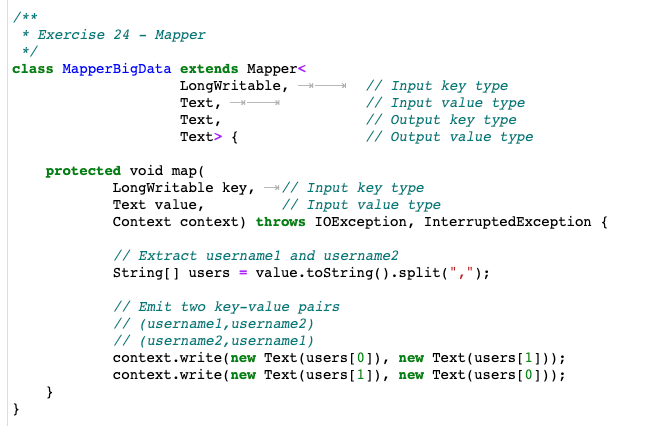 /**
 * Exercise 24 - Mapper
 */
class MapperBigData extends Mapper<
                    LongWritable, // Input key type
                    Text, // Input value type
                    Text, // Output key type
                    Text> { // Output value type

    protected void map(
            LongWritable key, // Input key type
            Text value, // Input value type
            Context context) throws IOException, InterruptedException {

            // Extract username1 and username2
            String[] users = value.toString().split(",");

            // Emit two key-value pairs
            // (username1,username2)
            // (username2,username1)
            context.write(new Text(users[0]), new Text(users[1]));
            context.write(new Text(users[1]), new Text(users[0]));
    }
}